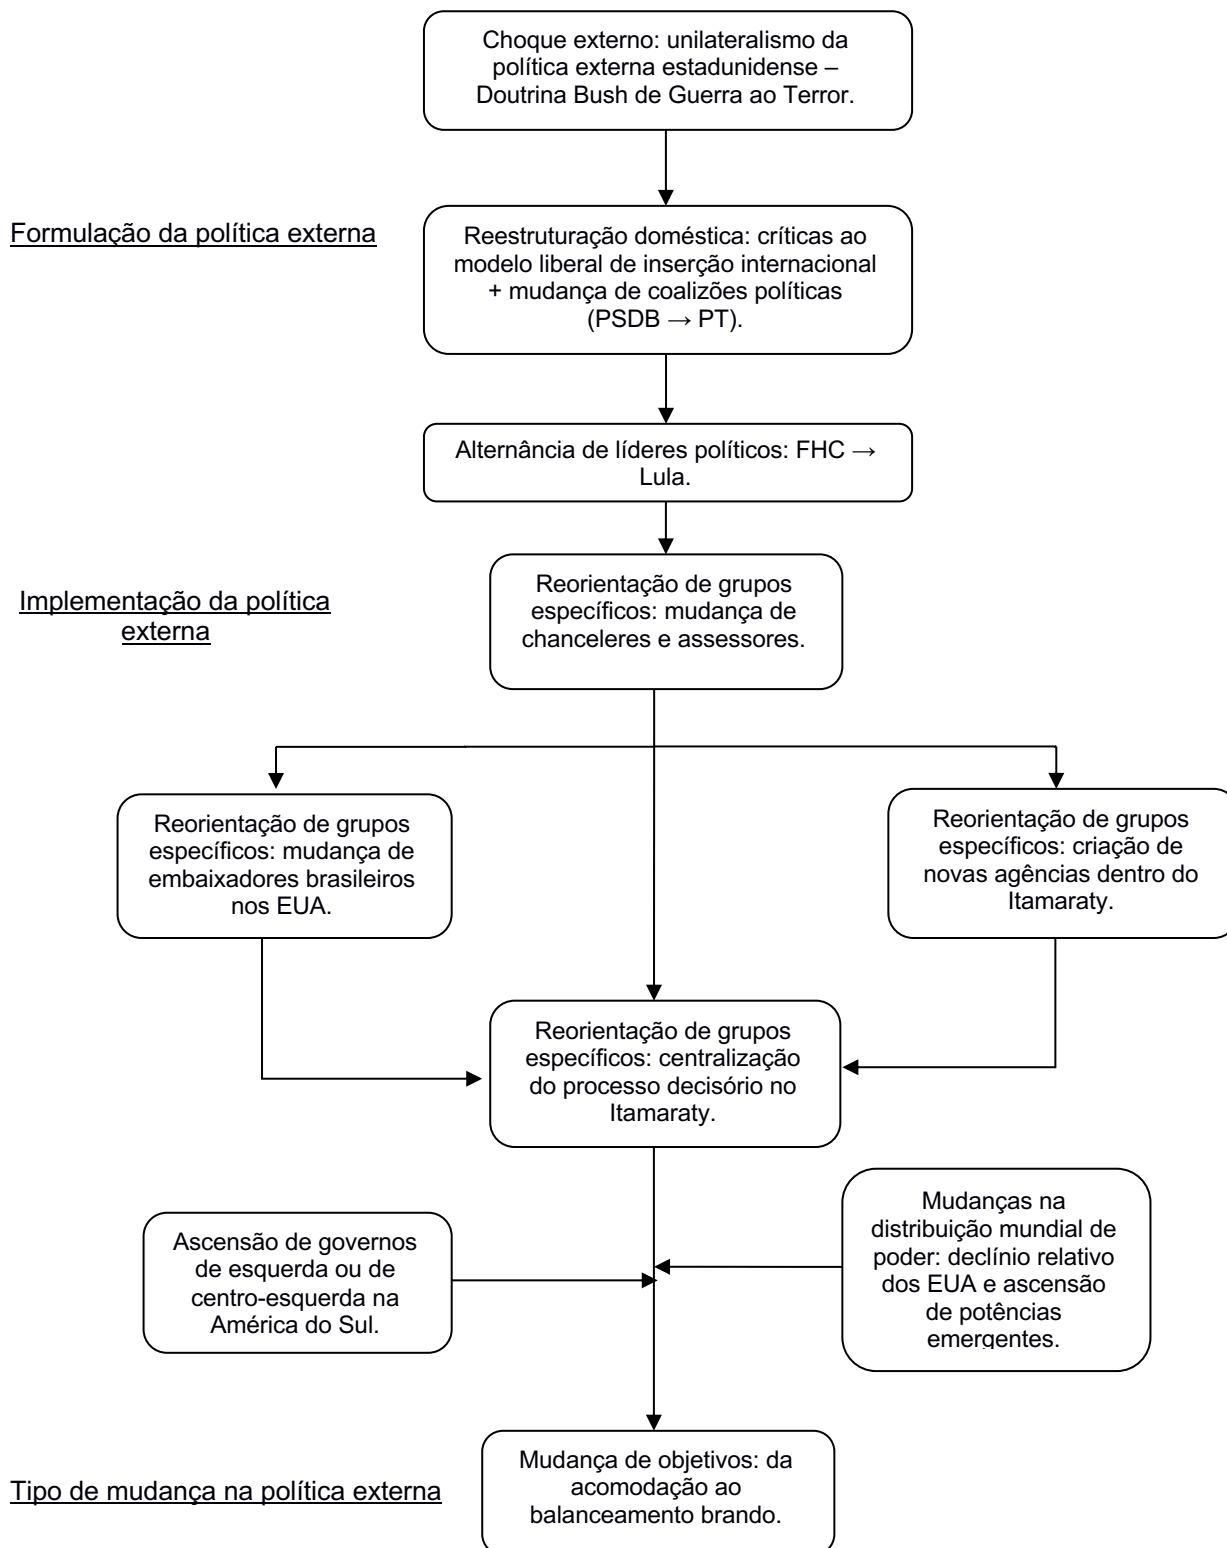 Choque externo: unilateralismo da
política externa estadunidense –
Doutrina Bush de Guerra ao Terror.
Formulação da política externa
Reestruturação doméstica: críticas ao
modelo liberal de inserção internacional
+ mudança de coalizões políticas
(PSDB → PT).
Alternância de líderes políticos: FHC →
Lula.
Implementação da política
externa
Reorientação de grupos
específicos: mudança de
chanceleres e assessores.
Reorientação de grupos
específicos: mudança de
embaixadores brasileiros
nos EUA.
Reorientação de grupos
específicos: criação de
novas agências dentro do
Itamaraty.
Reorientação de grupos
específicos: centralização
do processo decisório no
Itamaraty.
Ascensão de governos
de esquerda ou de
centro-esquerda na
América do Sul.
Mudanças na
distribuição mundial de
poder: declínio relativo
dos EUA e ascensão
de potências
emergentes.
Tipo de mudança na política externa
Mudança de objetivos: da
acomodação ao
balanceamento brando.